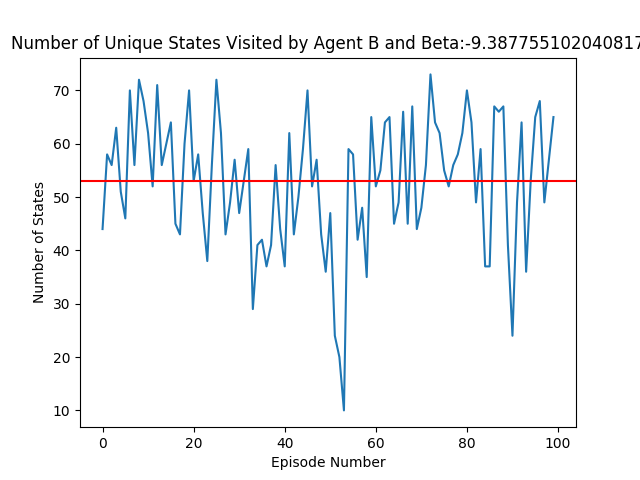 Number of Unique States Visited by Agent B and Beta:-9.387755102040817
70
60
50
40
30
20
10
Number of States
0 20 40 60 80 100
Episode Number